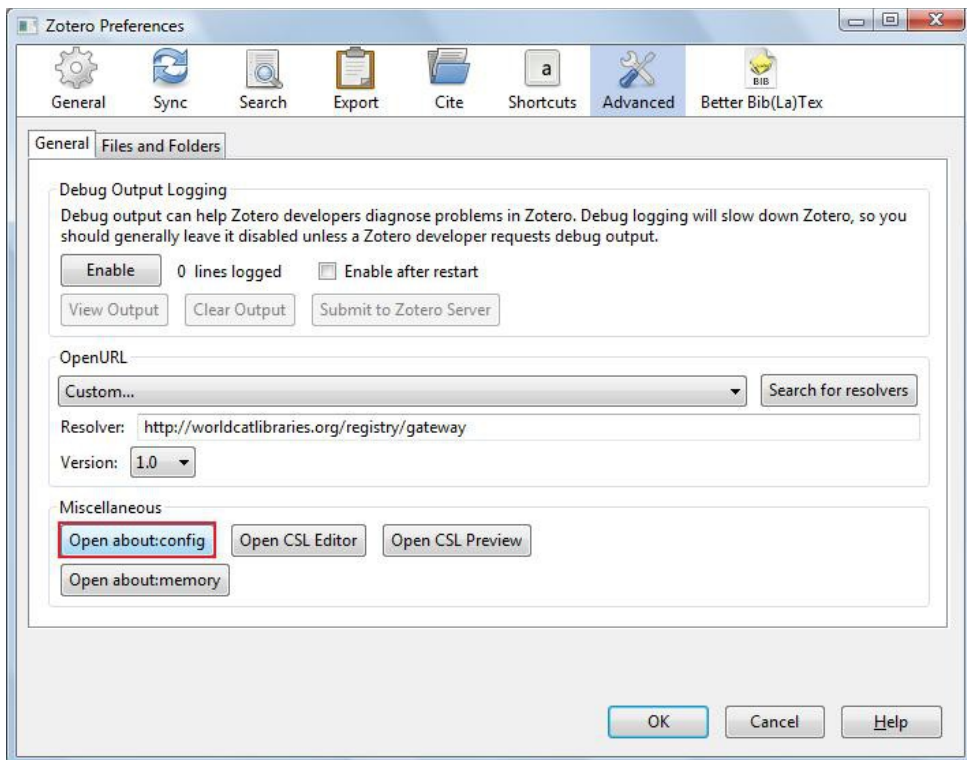 Zotero Preferences
General Sync Search Export Cite a Shortcuts Advanced BIB Better Bib(La)Tex
General Files and Folders
Debug Output Logging
Debug output can help Zotero developers diagnose problems in Zotero. Debug logging will slow down Zotero, so you
should generally leave it disabled unless a Zotero developer requests debug output.
Enable 0 lines logged Enable after restart
View Output Clear Output Submit to Zotero Server
OpenURL
Custom... Search for resolvers
Resolver: http://worldcatlibraries.org/registry/gateway
Version: 1.0
Miscellaneous
Open about:config Open CSL Editor Open CSL Preview
Open about:memory
OK Cancel Help